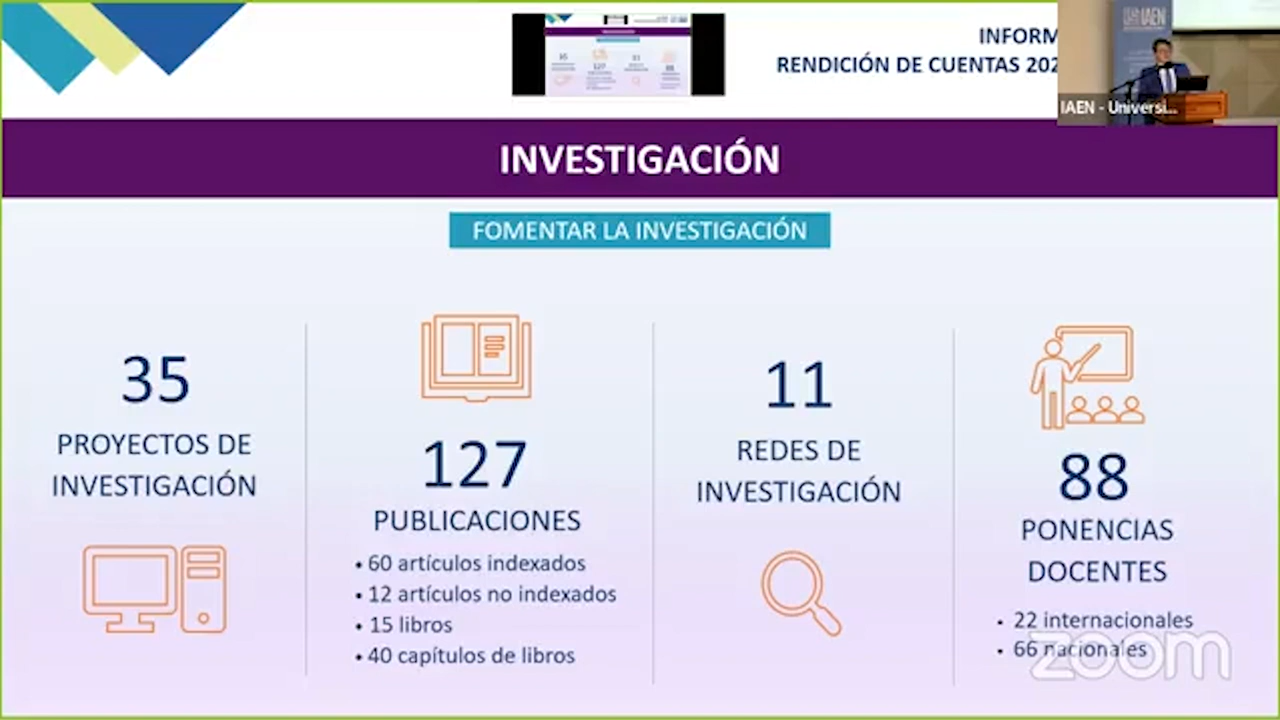 INFORM
RENDICIÓN DE CUENTAS 202
IAEN
IAEN - Universi...
INVESTIGACIÓN
FOMENTAR LA INVESTIGACIÓN
35
PROYECTOS DE
INVESTIGACIÓN
127
PUBLICACIONES
• 60 artículos indexados
• 12 artículos no indexados
• 15 libros
• 40 capítulos de libros
11
REDES DE
INVESTIGACIÓN
88
PONENCIAS
DOCENTES
• 22 internacionales
• 66 nacionales
zoom